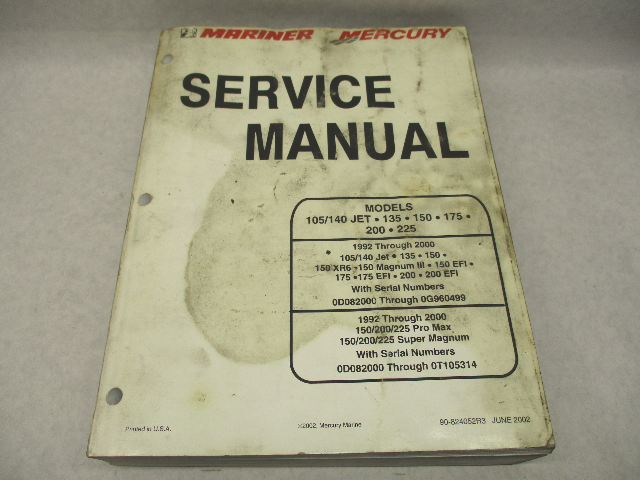 MARINER MERCURY
SERVICE
MANUAL
MODELS
105/140 JET • 135 • 150 • 175 •
200 • 225
1992 Through 2000
105/140 Jet • 135 • 150 •
150 XR6 •150 Magnum III • 150 EFI •
175 •175 EFI • 200 • 200 EFI
With Serial Numbers
0D082000 Through 0G960499
1992 Through 2000
150/200/225 Pro Max
150/200/225 Super Magnum
With Serial Numbers
0D082000 Through 0T105314
Printed in U.S.A.
©2002, Mercury Marine
90-824052R3 JUNE 2002